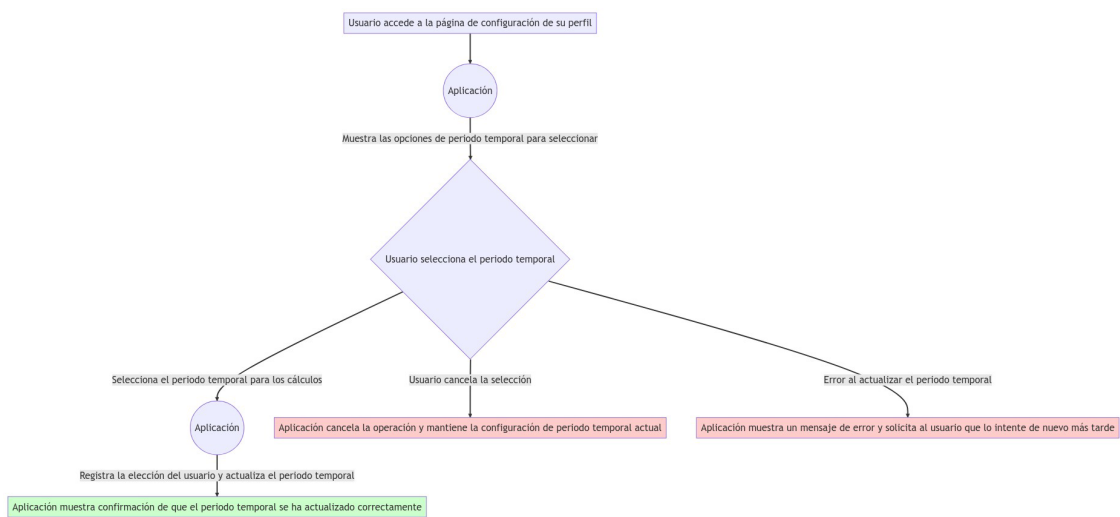 Usuario accede a la página de configuración de su perfil
Aplicación
Muestra las opciones de periodo temporal para seleccionar
Usuario selecciona el periodo temporal
Selecciona el periodo temporal para los cálculos
Usuario cancela la selección
Error al actualizar el periodo temporal
Aplicación
Aplicación cancela la operación y mantiene la configuración de periodo temporal actual
Aplicación muestra un mensaje de error y solicita al usuario que lo intente de nuevo más tarde
Registra la elección del usuario y actualiza el periodo temporal
Aplicación muestra confirmación de que el periodo temporal se ha actualizado correctamente